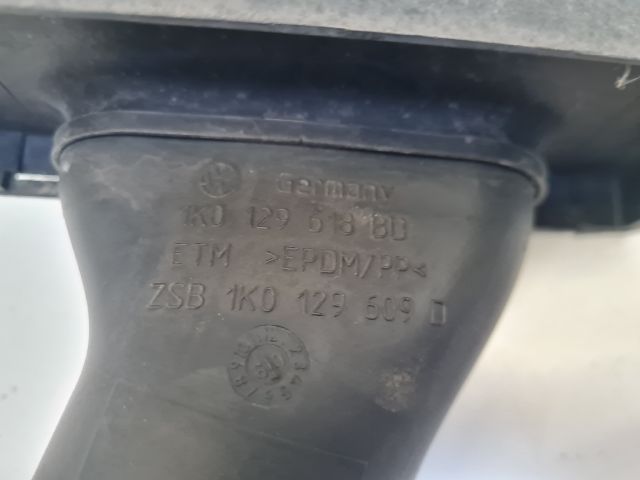 Germany
1K0 129 618 BD
ETM >EPDM/PP<
ZSB 1K0 129 609 D